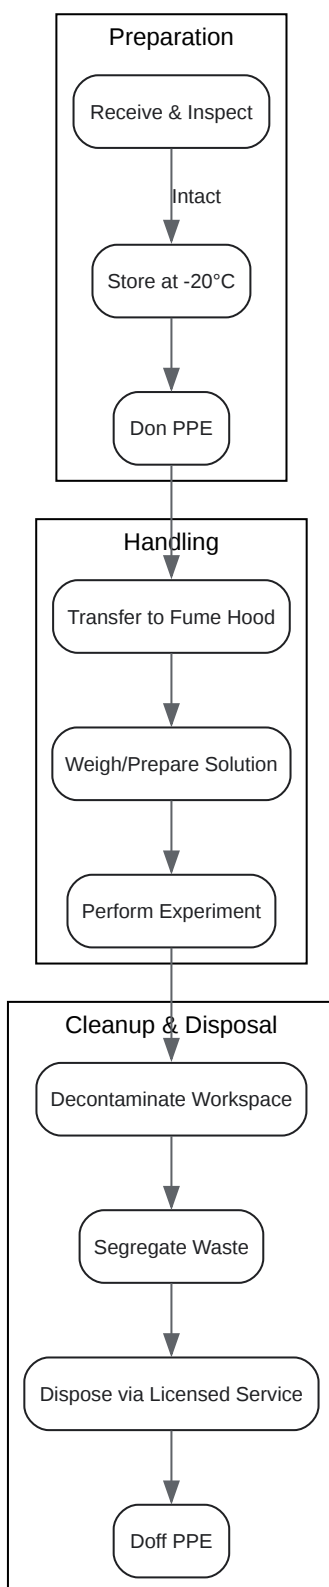 Preparation
Receive & Inspect
Intact
Store at -20°C
Don PPE
Handling
Transfer to Fume Hood
Weigh/Prepare Solution
Perform Experiment
Cleanup & Disposal
Decontaminate Workspace
Segregate Waste
Dispose via Licensed Service
Doff PPE